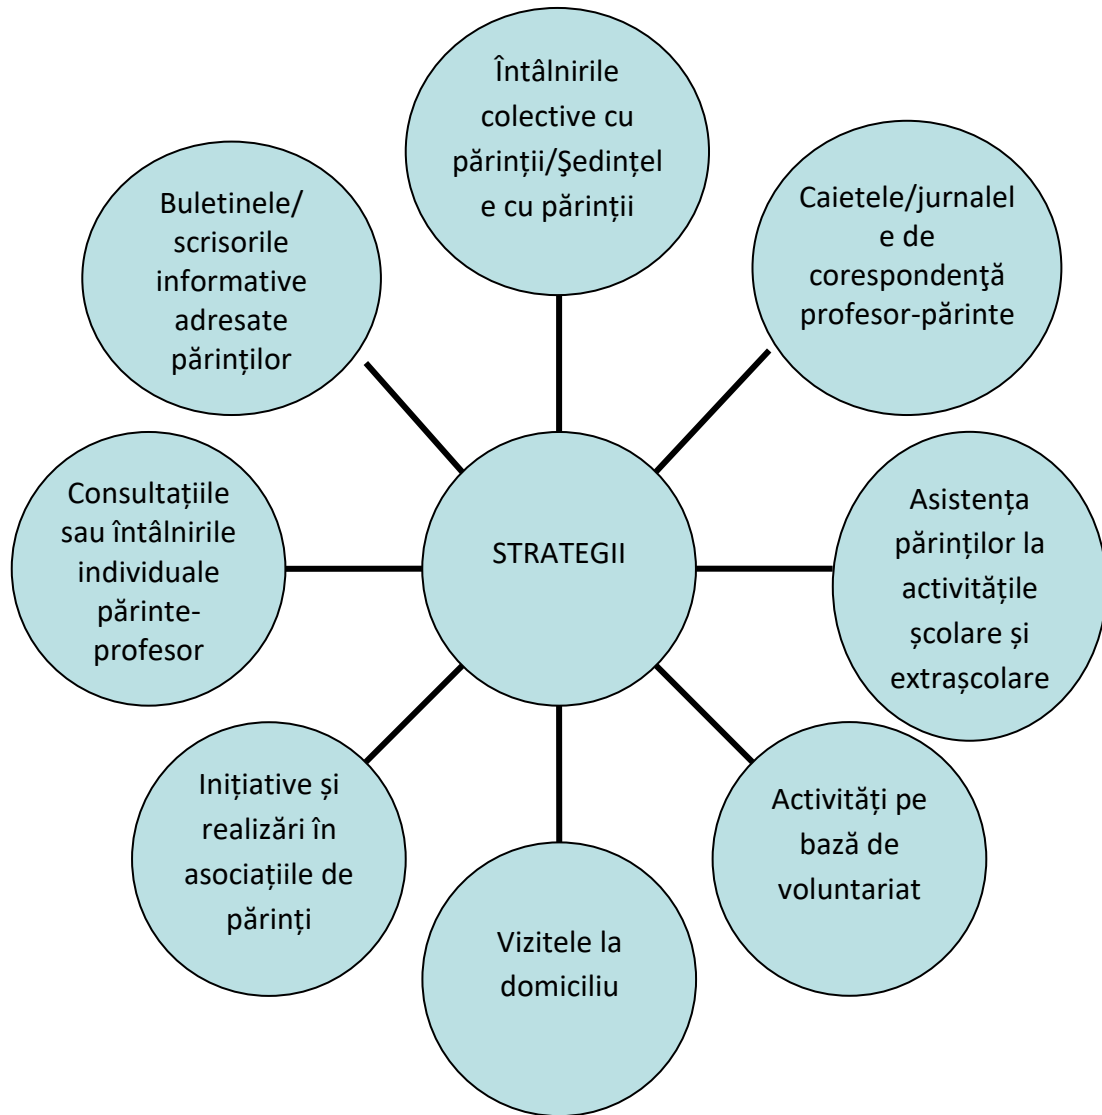 Întâlnirile
colective cu
părinții/Şedințel
e cu părinții
Buletinele/
scrisorile
informative
adresate
părinților
Caietele/jurnalel
e de
corespondenţă
profesor-părinte
Consultațiile
sau întâlnirile
individuale
părinte-
profesor
STRATEGII
Asistența
părinților la
activitățile
școlare și
extrașcolare
Inițiative și
realizări în
asociațiile de
părinți
Activități pe
bază de
voluntariat
Vizitele la
domiciliu